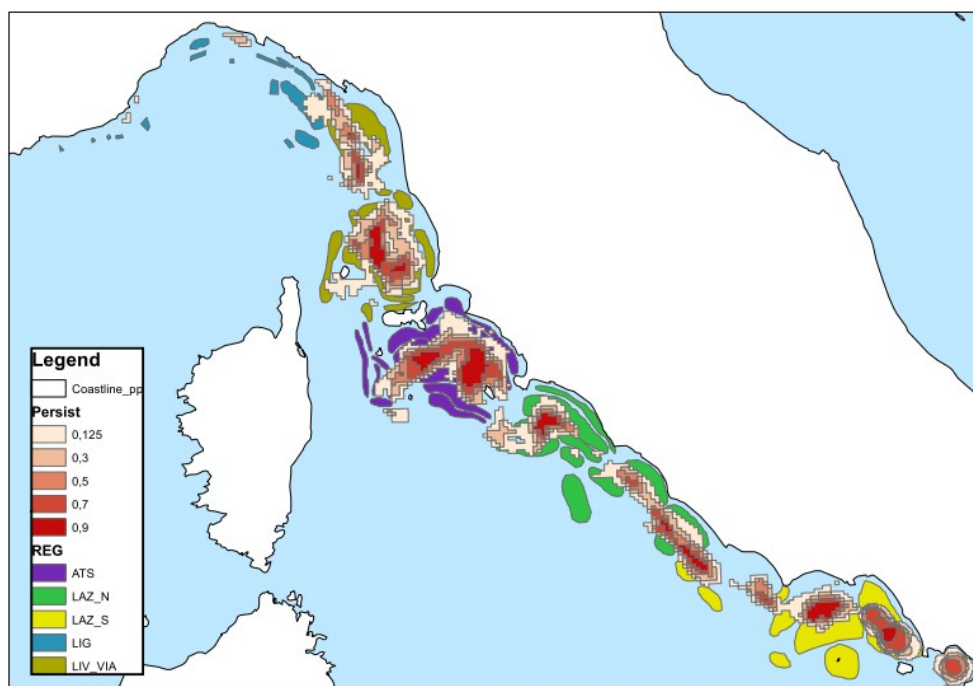 Legend
Coastline_pp
Persist
0,125
0,3
0,5
0,7
0,9
REG
ATS
LAZ_N
LAZ_S
LIG
LIV_VIA